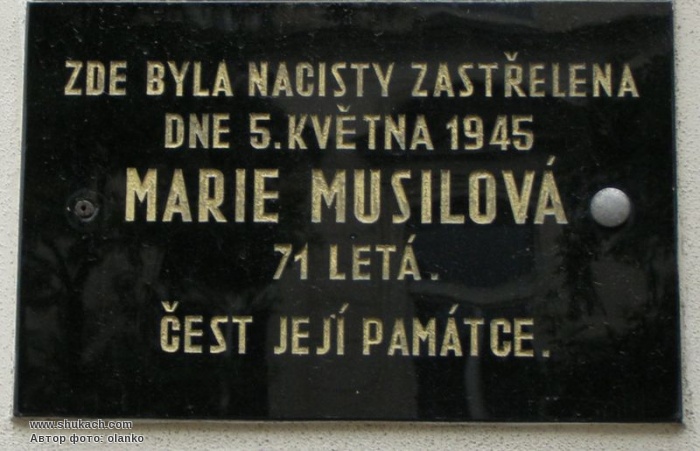 ZDE BYLA NACISTY ZASTŘELENA
DNE 5. KVĚTNA 1945
MARIE MUSILOVÁ
71 LETÁ.
ČEST JEJÍ PAMÁTCE.
www.shukach.com
Автор фото: olanko